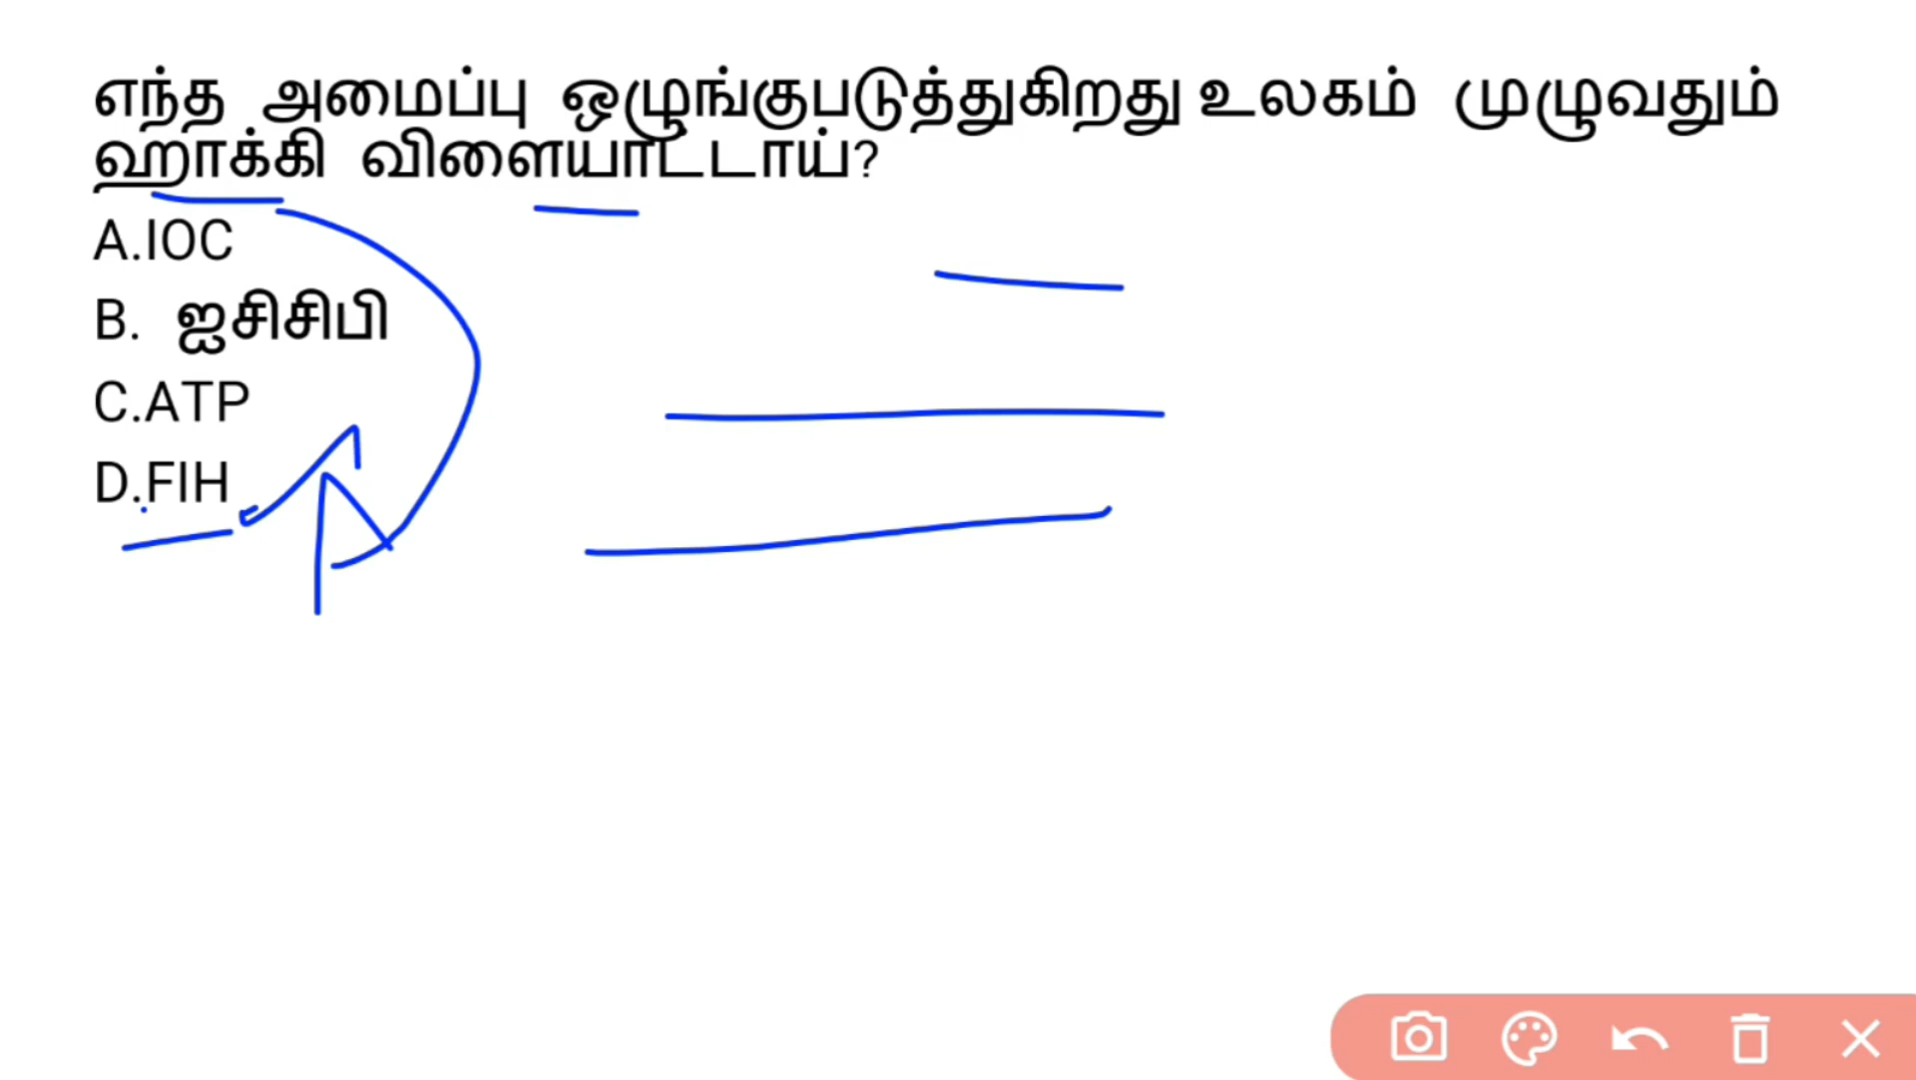 எந்த அமைப்பு ஒழுங்குபடுத்துகிறது உலகம் முழுவதும்
ஹாக்கி விளையாட்டாய்?
A.IOC
B. ஐசிசிபி
C.ATP
D.FIH